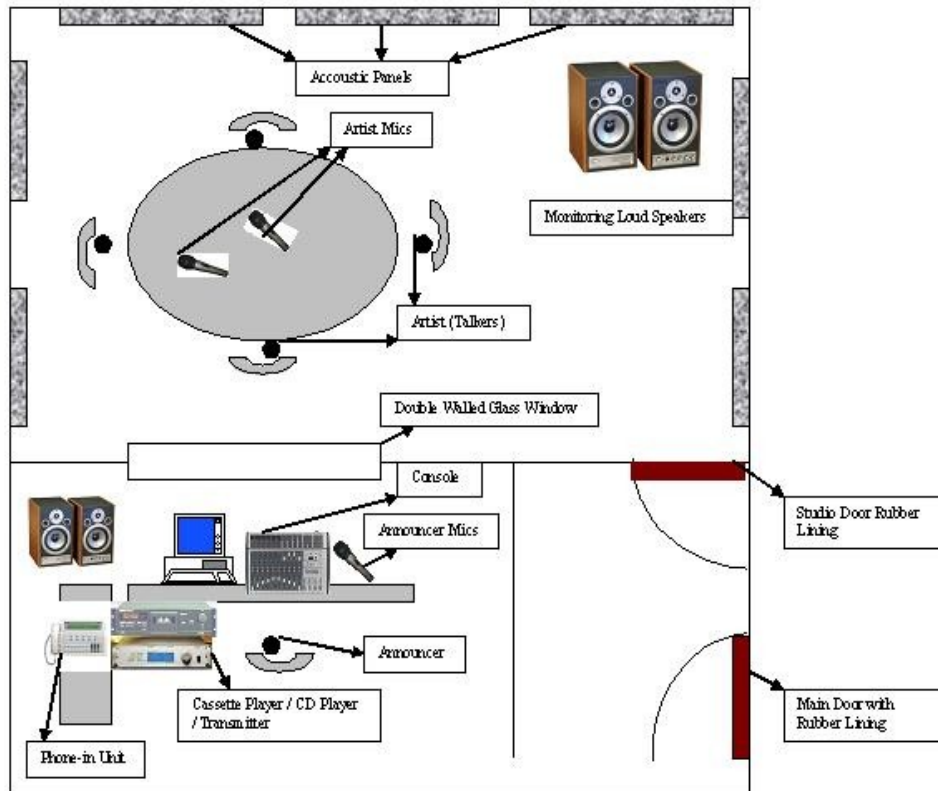 Accoustic Panels
Artist Mics
Monitoring Loud Speakers
Artist (Talkers)
Double Walled Glass Window
Console
Studio Door Rubber
Lining
Announcer Mics
Announcer
Cassette Player / CD Player
/ Transmitter
Main Door with
Rubber Lining
Phone-in Unit